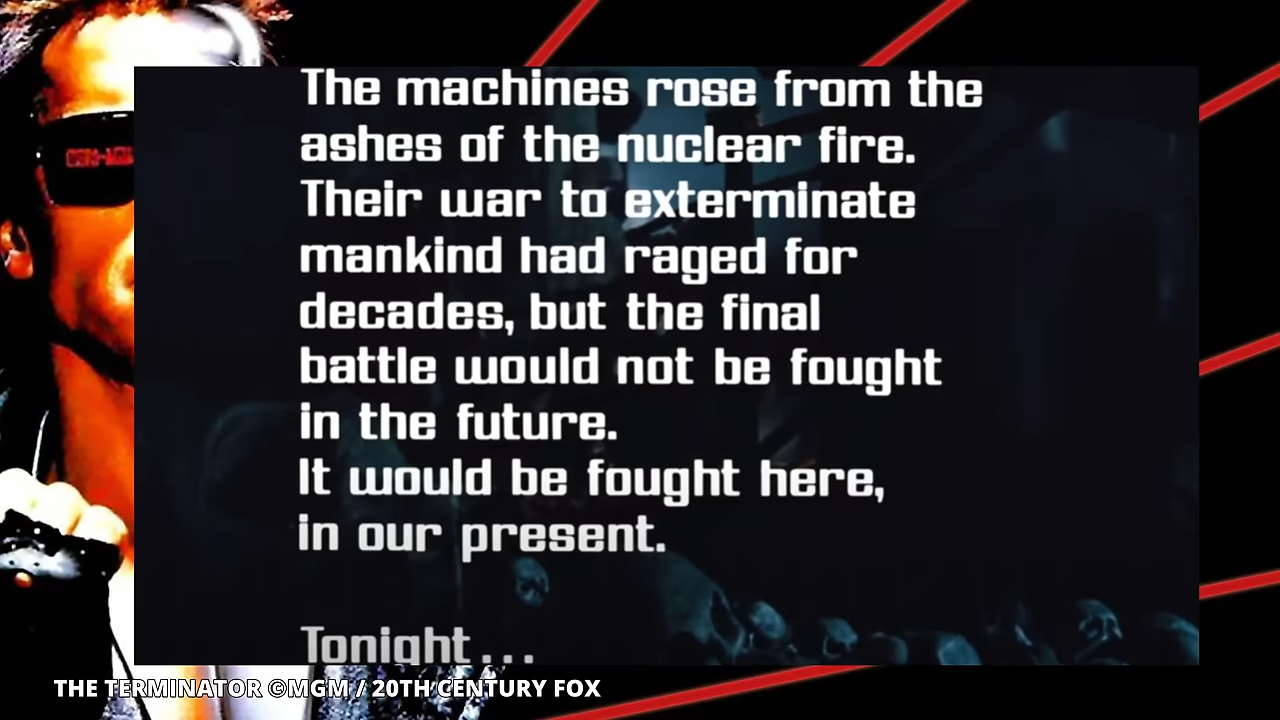 The machines rose from the
ashes of the nuclear fire.
Their war to exterminate
mankind had raged for
decades, but the final
battle would not be fought
in the future.
It would be fought here,
in our present.
Tonight...
THE TERMINATOR ©MGM / 20TH CENTURY FOX